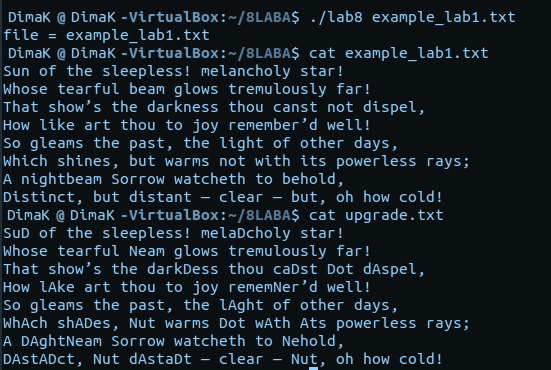 DimaK @ DimaK -VirtualBox:~/8LABA$ ./lab8 example_lab1.txt
file = example_lab1.txt
DimaK @ DimaK -VirtualBox:~/8LABA$ cat example_lab1.txt
Sun of the sleepless! melancholy star!
Whose tearful beam glows tremulously far!
That show’s the darkness thou canst not dispel,
How like art thou to joy remember’d well!
So gleams the past, the light of other days,
Which shines, but warms not with its powerless rays;
A nightbeam Sorrow watcheth to behold,
Distinct, but distant — clear — but, oh how cold!
DimaK @ DimaK -VirtualBox:~/8LABA$ cat upgrade.txt
SuD of the sleepless! melaDcholy star!
Whose tearful Neam glows tremulously far!
That show’s the darkDess thou caDst Dot dAspel,
How lAke art thou to joy rememNer’d well!
So gleams the past, the lAght of other days,
WhAch shADes, Nut warms Dot wAth Ats powerless rays;
A DAghtNeam Sorrow watcheth to Nehold,
DAstADct, Nut dAstaDt — clear — Nut, oh how cold!